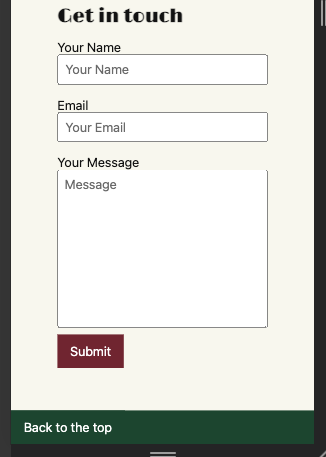 Get in touch
Your Name
Your Name
Email
Your Email
Your Message
Message
Submit
Back to the top